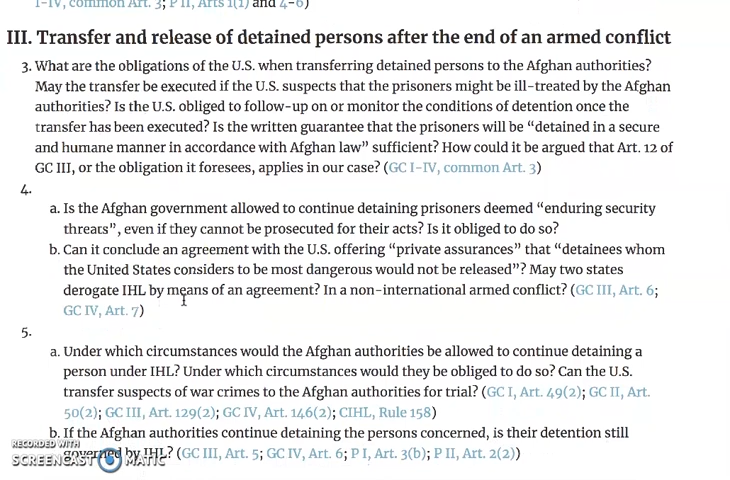 I-IV, common Art. 3; P II, Arts 1(1) and 4-6)
III. Transfer and release of detained persons after the end of an armed conflict
3. What are the obligations of the U.S. when transferring detained persons to the Afghan authorities?
May the transfer be executed if the U.S. suspects that the prisoners might be ill-treated by the Afghan
authorities? Is the U.S. obliged to follow-up on or monitor the conditions of detention once the
transfer has been executed? Is the written guarantee that the prisoners will be “detained in a secure
and humane manner in accordance with Afghan law” sufficient? How could it be argued that Art. 12 of
GC III, or the obligation it foresees, applies in our case? (GC I-IV, common Art. 3)
4.
a. Is the Afghan government allowed to continue detaining prisoners deemed “enduring security
threats”, even if they cannot be prosecuted for their acts? Is it obliged to do so?
b. Can it conclude an agreement with the U.S. offering “private assurances” that “detainees whom
the United States considers to be most dangerous would not be released”? May two states
derogate IHL by means of an agreement? In a non-international armed conflict? (GC III, Art. 6;
GC IV, Art. 7)
5.
a. Under which circumstances would the Afghan authorities be allowed to continue detaining a
person under IHL? Under which circumstances would they be obliged to do so? Can the U.S.
transfer suspects of war crimes to the Afghan authorities for trial? (GC I, Art. 49(2); GC II, Art.
50(2); GC III, Art. 129(2); GC IV, Art. 146(2); CIHL, Rule 158)
b. If the Afghan authorities continue detaining the persons concerned, is their detention still
governed by IHL? (GC III, Art. 5; GC IV, Art. 6; P I, Art. 3(b); P II, Art. 2(2))
RECORDED WITH
SCREENCAST MATIC